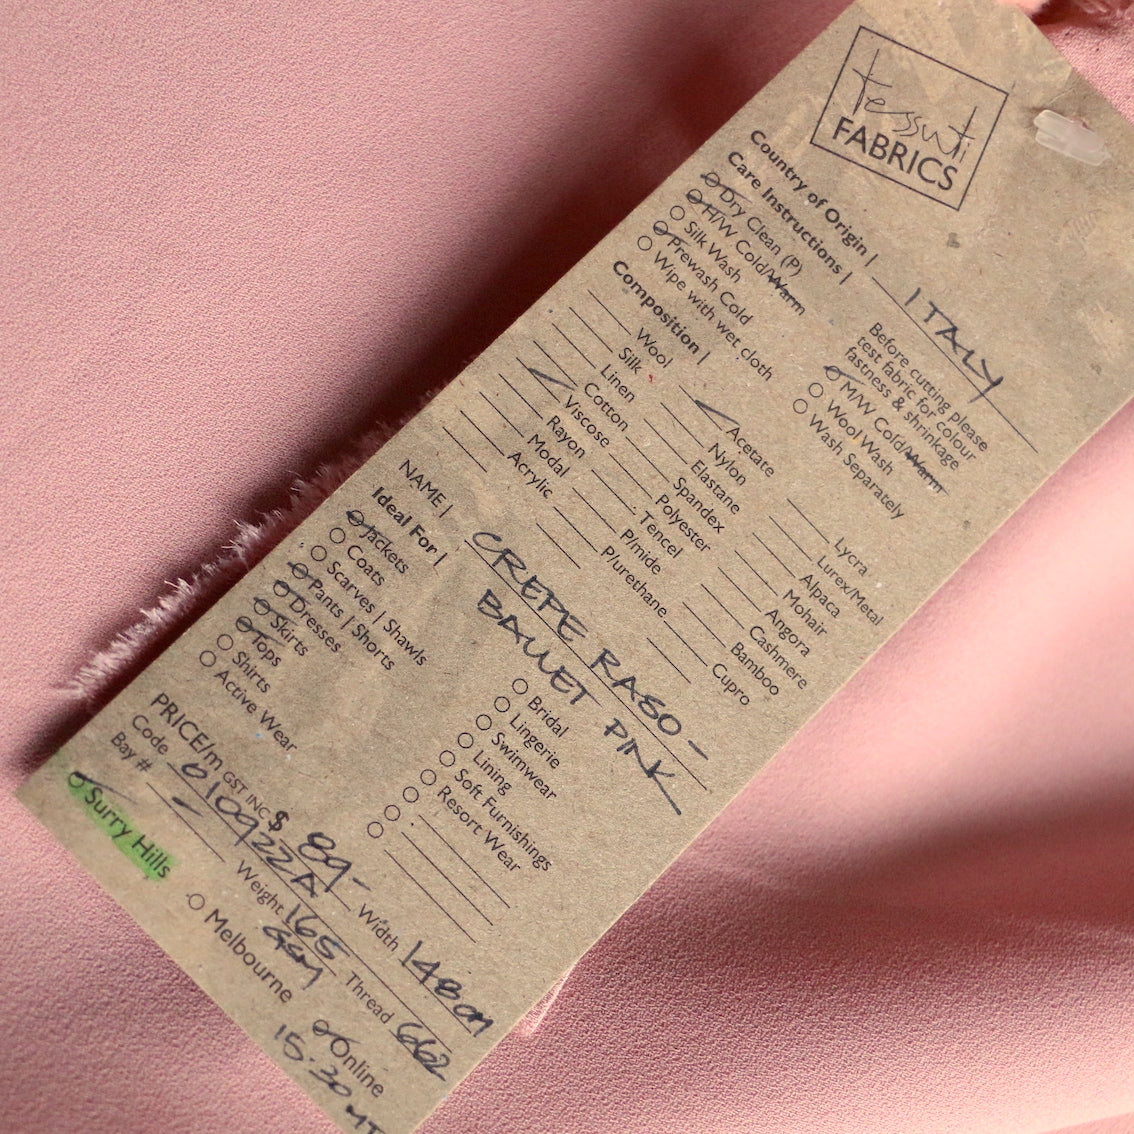 tessuti
FABRICS
Country of Origin | ITALY
Care Instructions |
Dry Clean (P)
H/W Cold/Warm
Silk Wash
Prewash Cold
Wipe with wet cloth
Before cutting please
test fabric for colour
fastness & shrinkage
M/W Cold/Warm
Wool Wash
Wash Separately
Composition |
Wool
Silk
Linen
Cotton
Viscose
Rayon
Modal
Acrylic
Acetate
Nylon
Elastane
Spandex
Polyester
Tencel
P/mide
P/urethane
Lycra
Lurex/Metal
Alpaca
Mohair
Angora
Cashmere
Bamboo
Cupro
NAME | CREPE RASO -
BALLET PINK
Ideal For |
Jackets
Coats
Scarves | Shawls
Pants | Shorts
Dresses
Skirts
Tops
Shirts
Active Wear
Bridal
Lingerie
Swimwear
Lining
Soft Furnishings
Resort Wear
PRICE/m GST INC $ 89- Width 148cm
Code 010922A Weight 165 GSM Thread 662
Bay #
Surry Hills
Melbourne
Online
15.30 MT